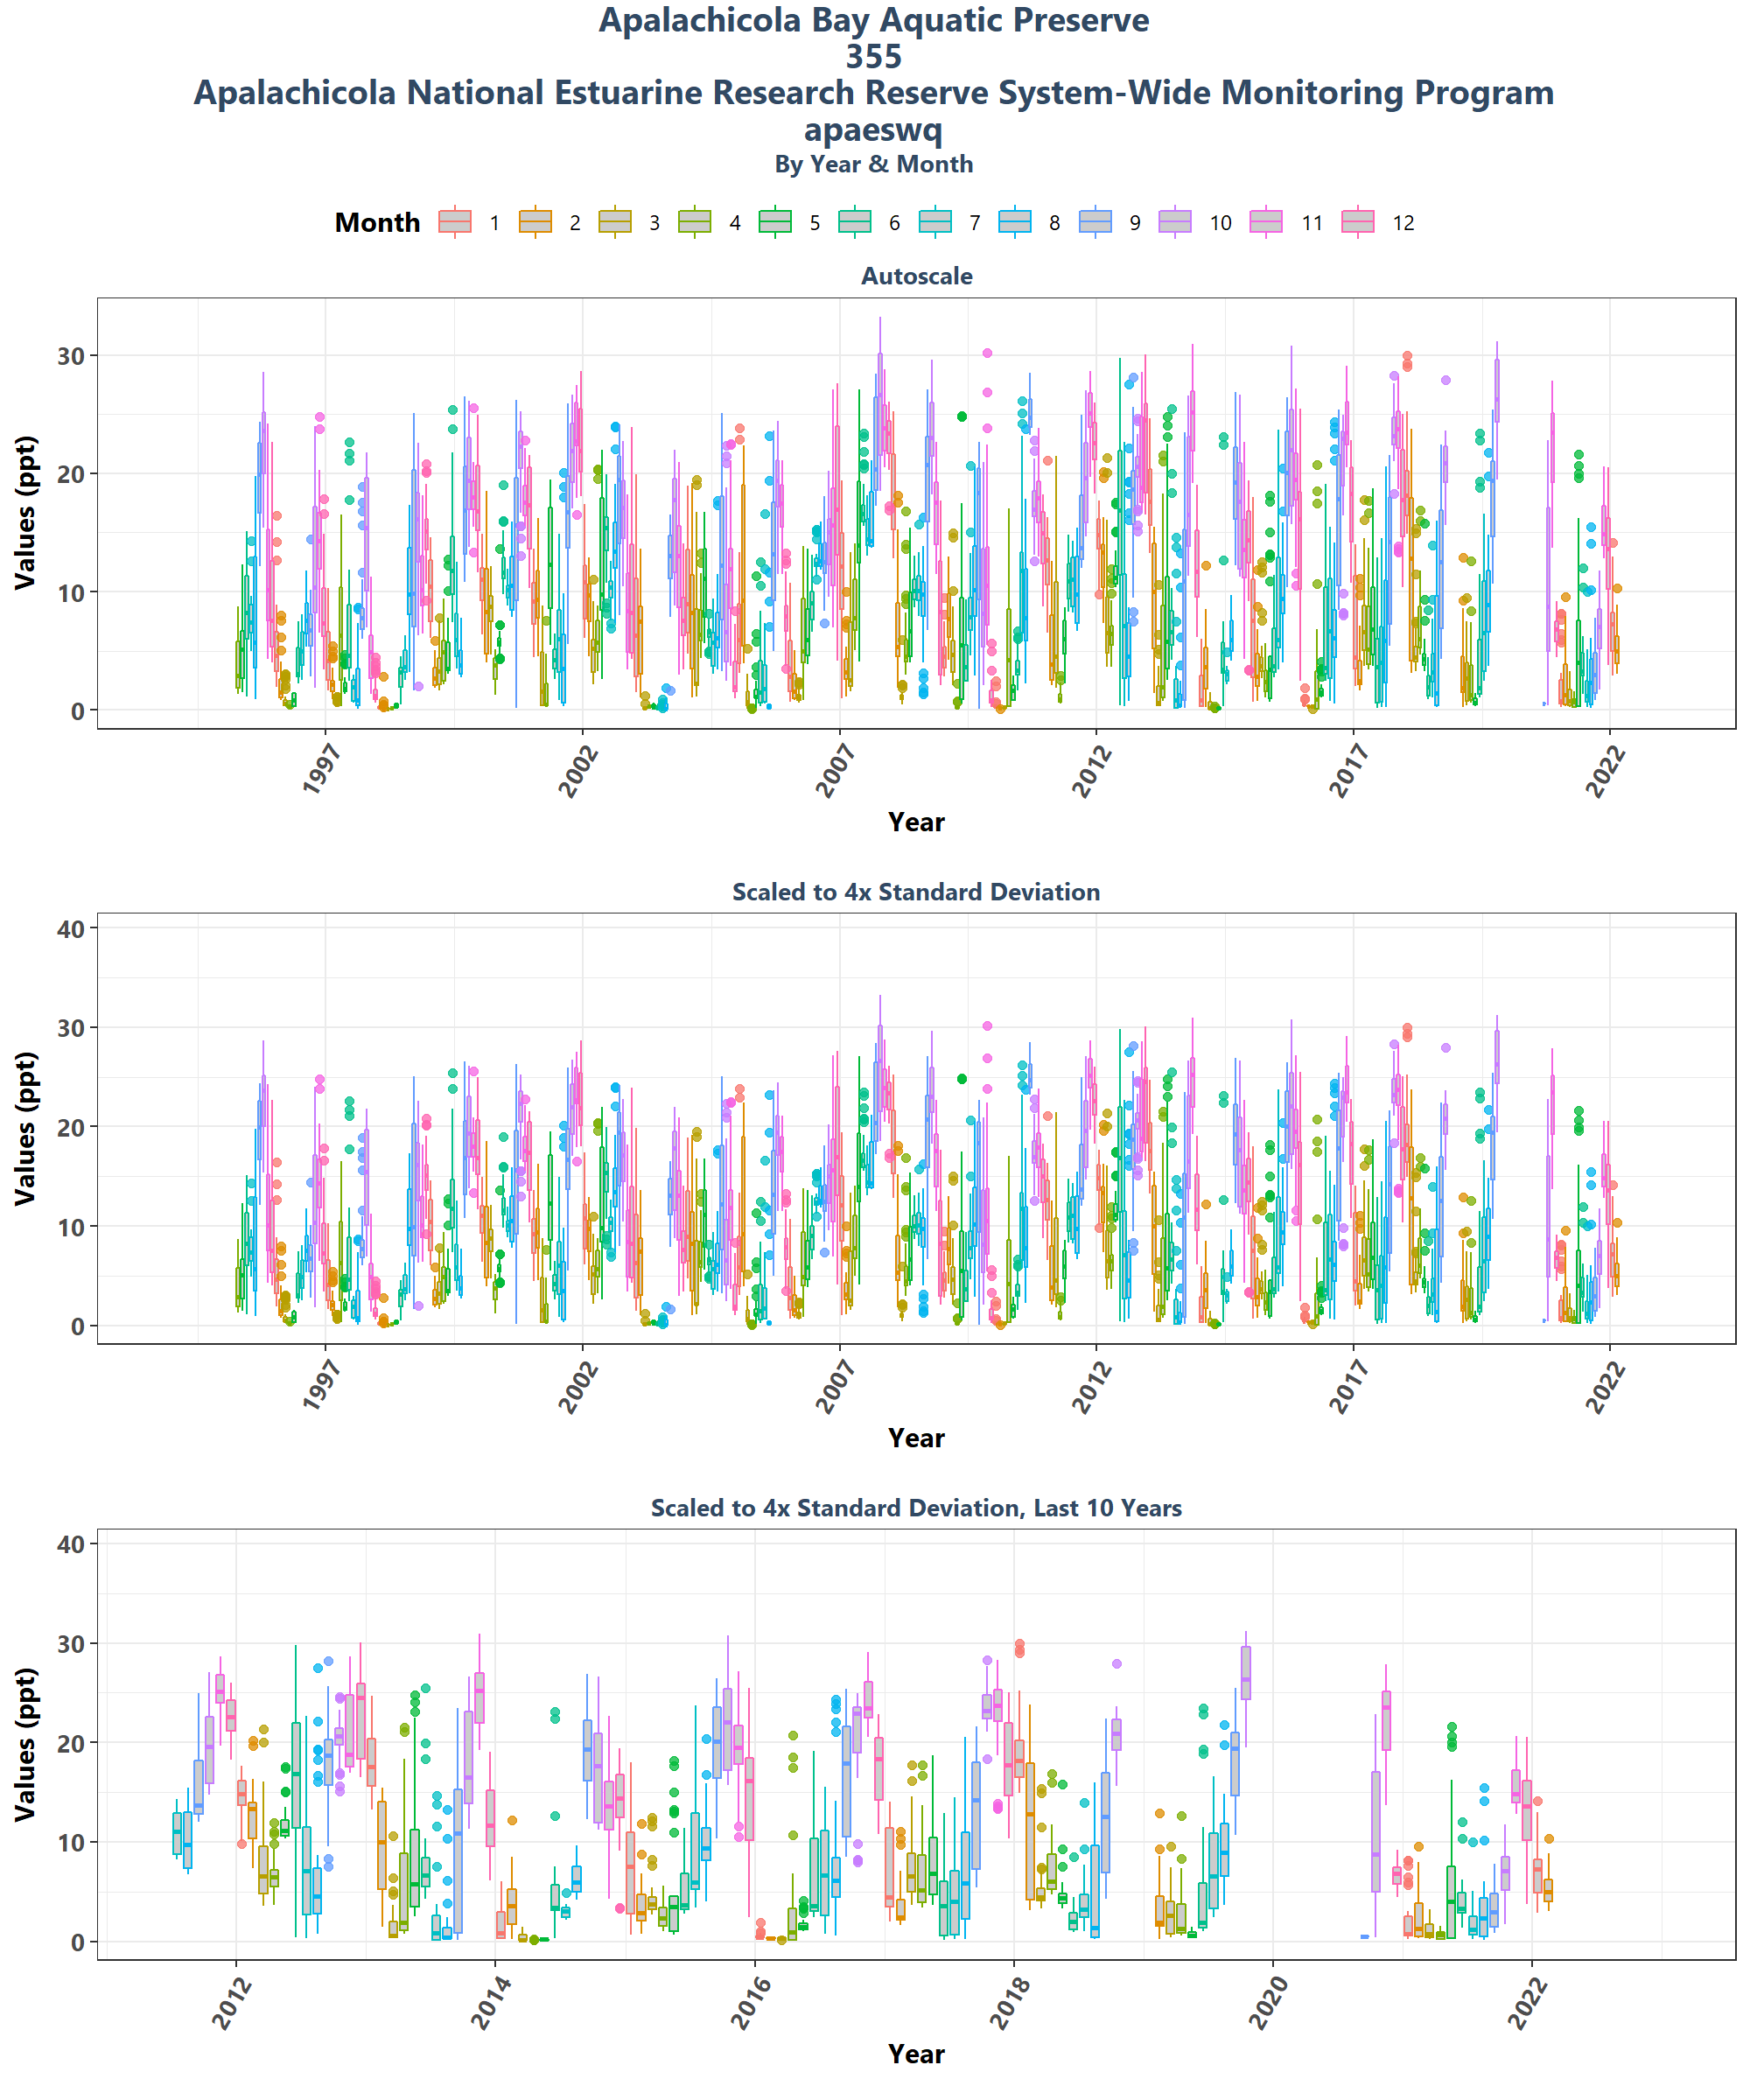 Apalachicola Bay Aquatic Preserve
355
Apalachicola National Estuarine Research Reserve System-Wide Monitoring Program
apaeswq
By Year & Month
Month 1 2 3 4 5 6 7 8 9 10 11 12
Autoscale
Values (ppt)
30
20
10
0
1997 2002 2007 2012 2017 2022
Year
Scaled to 4x Standard Deviation
Values (ppt)
40
30
20
10
0
1997 2002 2007 2012 2017 2022
Year
Scaled to 4x Standard Deviation, Last 10 Years
Values (ppt)
40
30
20
10
0
2012 2014 2016 2018 2020 2022
Year